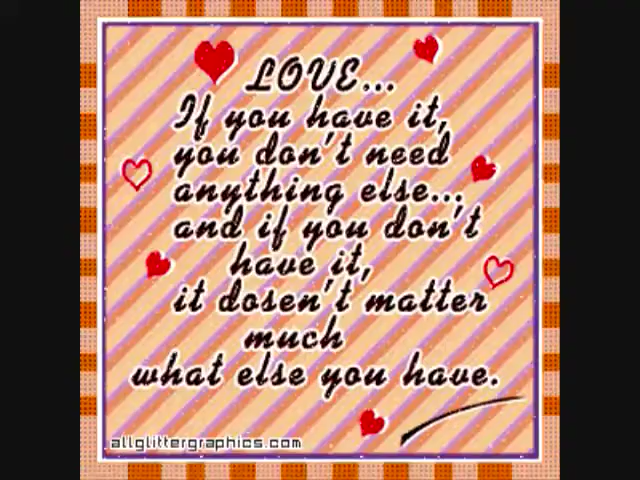 LOVE...
If you have it,
you don't need
anything else...
and if you don't
have it,
it dosen't matter
much
what else you have.
allglittergraphics.com